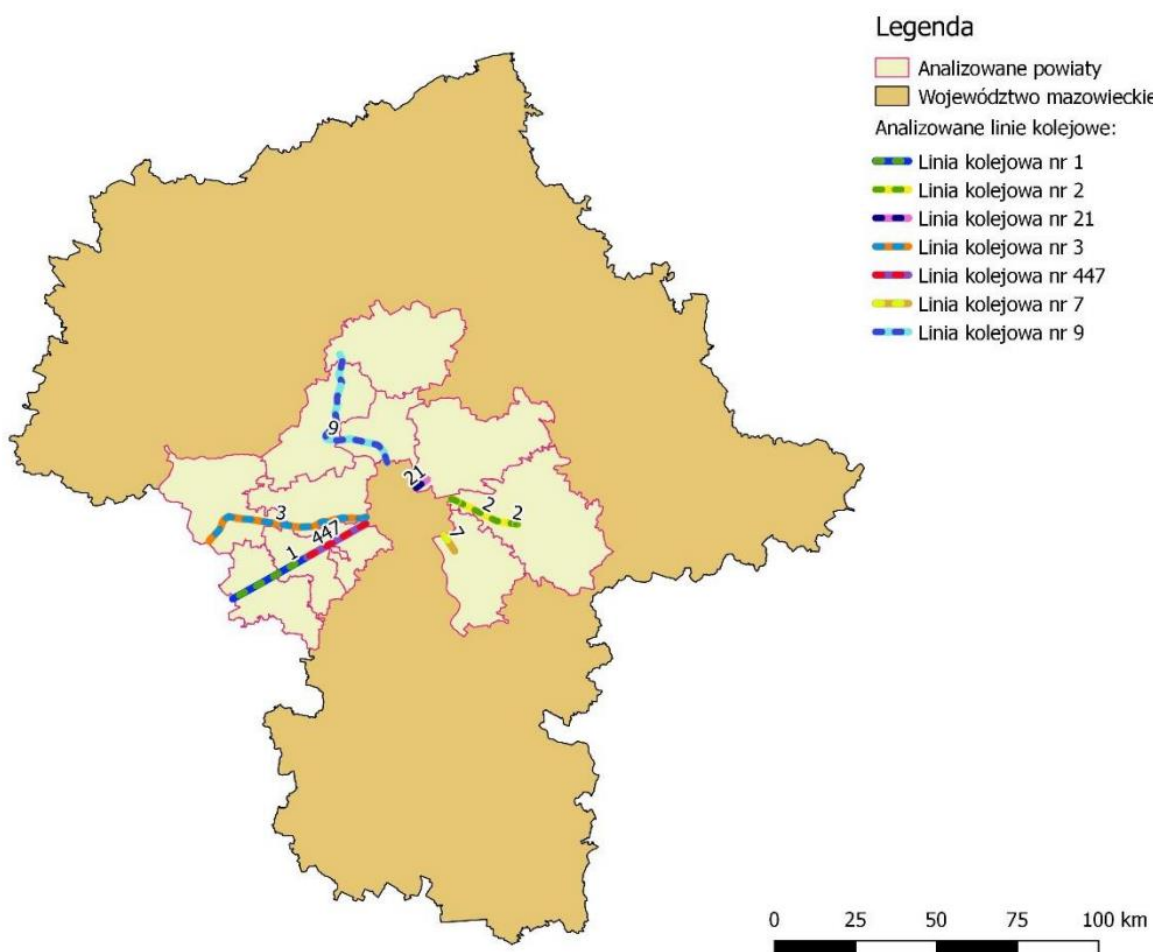 Legenda
Analizowane powiaty
Województwo mazowieckie
Analizowane linie kolejowe:
Linia kolejowa nr 1
Linia kolejowa nr 2
Linia kolejowa nr 21
Linia kolejowa nr 3
Linia kolejowa nr 447
Linia kolejowa nr 7
Linia kolejowa nr 9
9
21
2 2
3
447
7
1
0 25 50 75 100 km